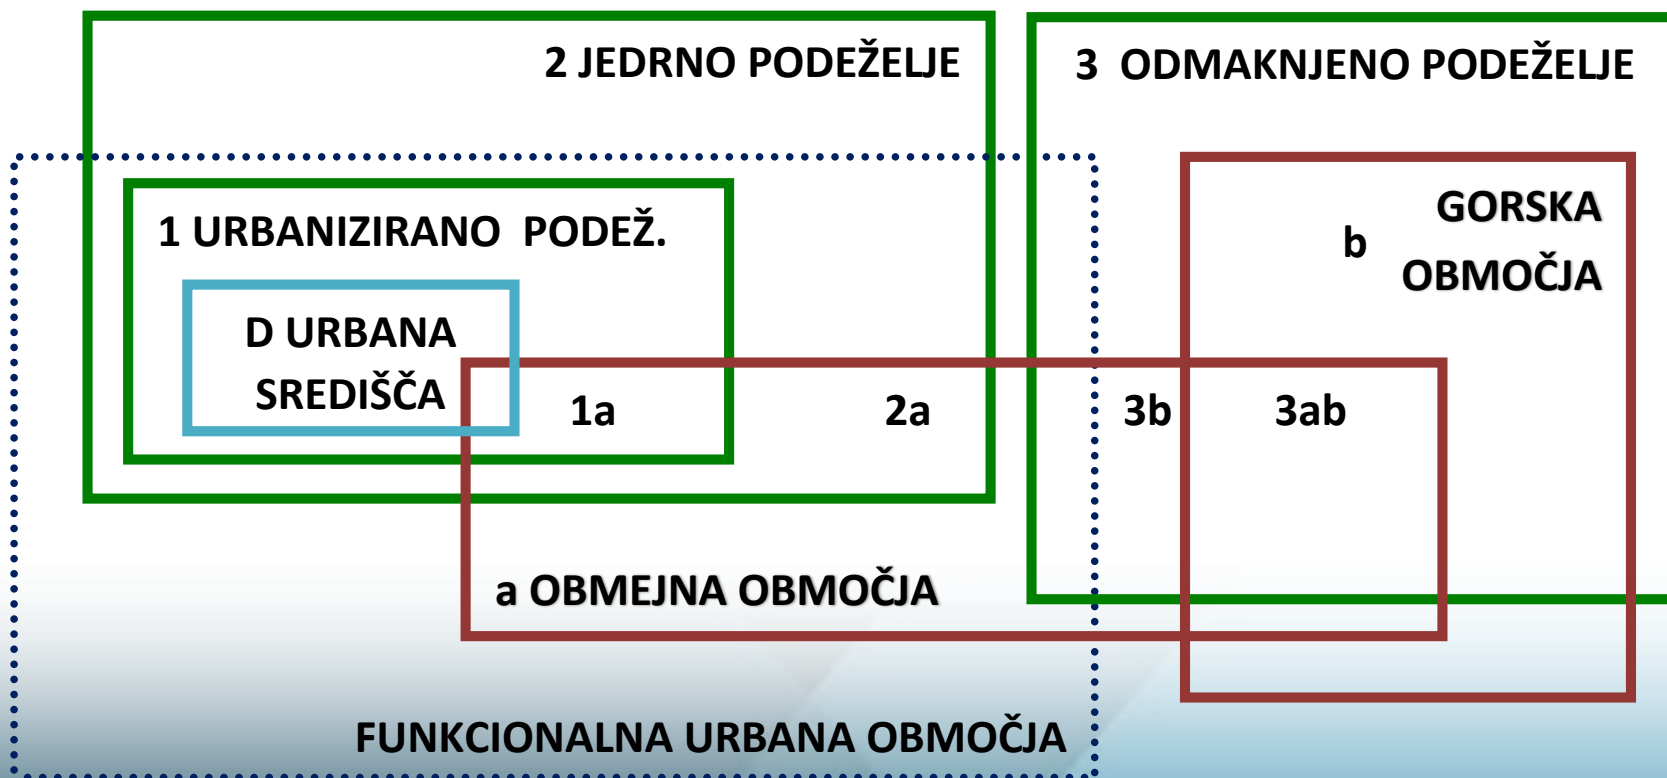 2 JEDRNO PODEŽELJE
3 ODMAKNJENO PODEŽELJE
1 URBANIZIRANO PODEŽ.
D URBANA
SREDIŠČA
b
GORSKA
OBMOČJA
1a
2a
3b
3ab
a OBMEJNA OBMOČJA
FUNKCIONALNA URBANA OBMOČJA